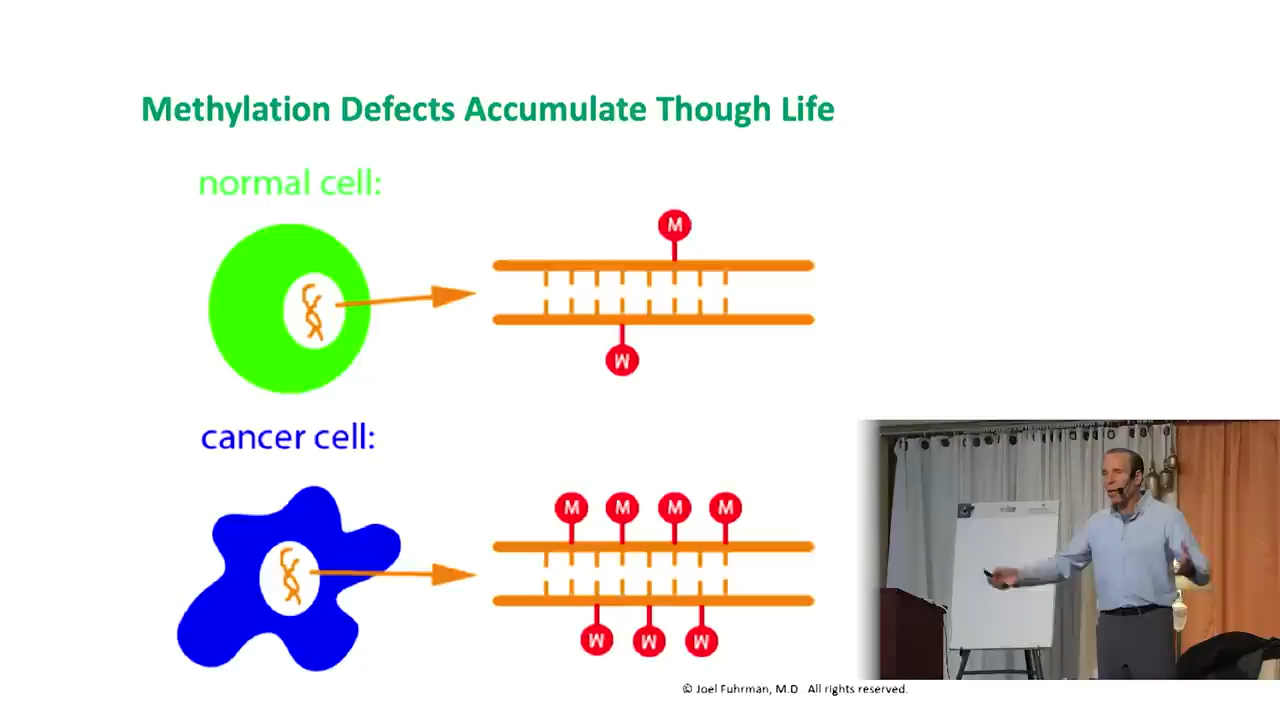 Methylation Defects Accumulate Though Life
normal cell:
M
M
cancer cell:
M M M M
M M M
© Joel Fuhrman, M.D All rights reserved.